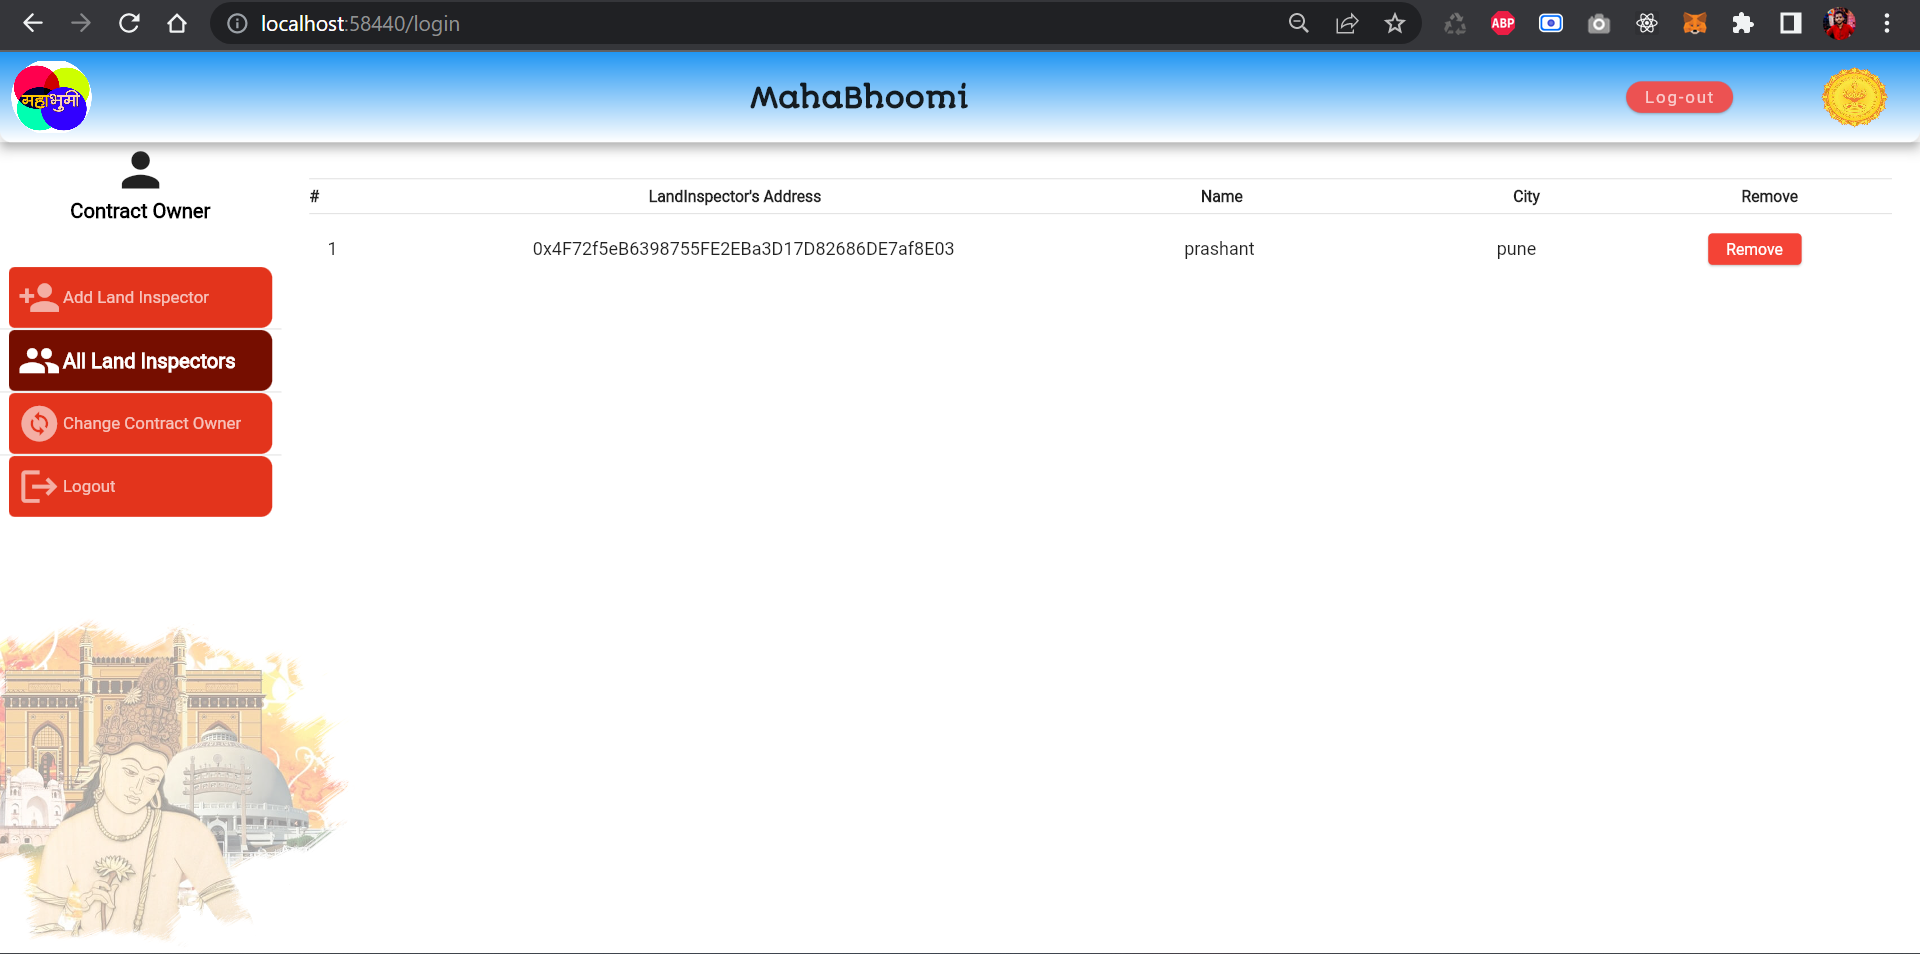 localhost:58440/login
ABP
महाभुमी
MahaBhoomi
Log-out
Contract Owner
# LandInspector's Address Name City Remove
1 0x4F72f5eB6398755FE2EBa3D17D82686DE7af8E03 prashant pune Remove
Add Land Inspector
All Land Inspectors
Change Contract Owner
Logout